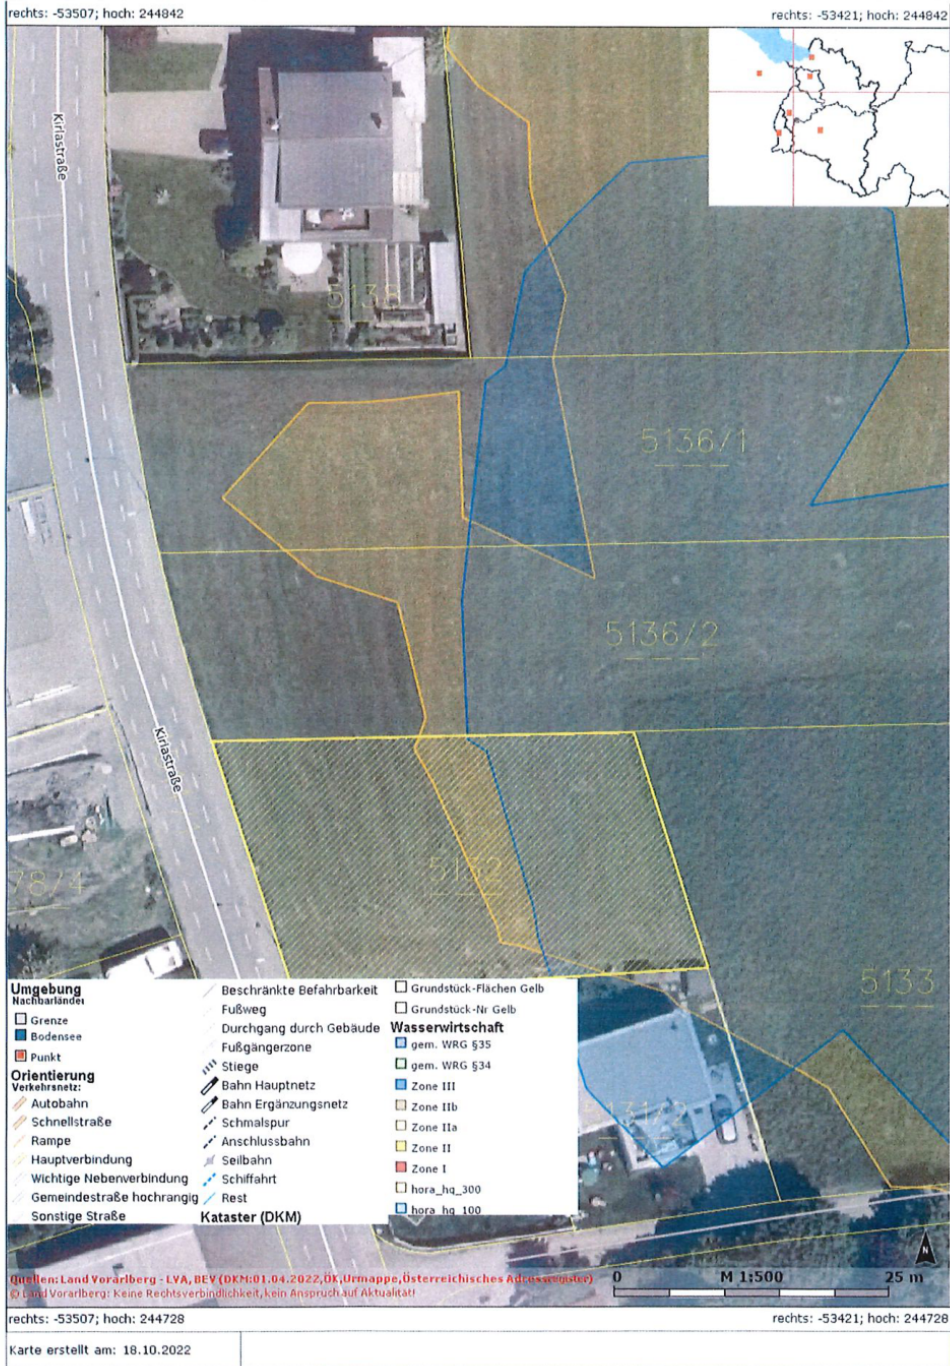 rechts: -53507; hoch: 244842
rechts: -53421; hoch: 244842
Kirlastraße
5136/1
5136/2
Kirlastraße
5132
78/4
5133
5131/2
Umgebung
Nachbarländer
Grenze
Bodensee
Punkt
Orientierung
Verkehrsnetz:
Autobahn
Schnellstraße
Rampe
Hauptverbindung
Wichtige Nebenverbindung
Gemeindestraße hochrangig
Sonstige Straße
Beschränkte Befahrbarkeit
Fußweg
Durchgang durch Gebäude
Fußgängerzone
Stiege
Bahn Hauptnetz
Bahn Ergänzungsnetz
Schmalspur
Anschlussbahn
Seilbahn
Schiffahrt
Rest
Kataster (DKM)
Grundstück-Flächen Gelb
Grundstück-Nr Gelb
Wasserwirtschaft
gem. WRG §35
gem. WRG §34
Zone III
Zone IIb
Zone IIa
Zone II
Zone I
hora_hq_300
hora_hq_100
N
Quellen: Land Vorarlberg - LVA, BEV (DKM:01.04.2022,ÖK,Urmappe,Österreichisches Adressregister)
© Land Vorarlberg: Keine Rechtsverbindlichkeit, kein Anspruch auf Aktualität!
0 M 1:500 25 m
rechts: -53507; hoch: 244728
rechts: -53421; hoch: 244728
Karte erstellt am: 18.10.2022